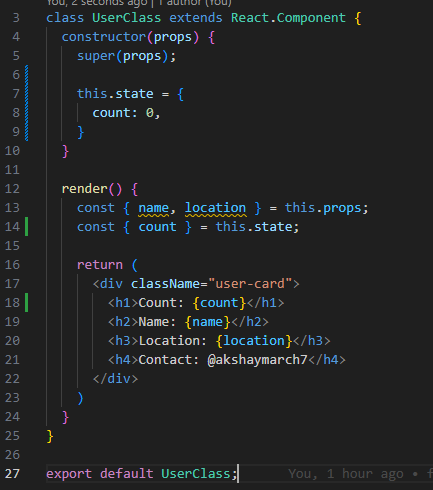 You, 2 seconds ago | 1 author (You)
3 class UserClass extends React.Component {
4 constructor(props) {
5 super(props);
6
7 this.state = {
8 count: 0,
9 }
10 }
11
12 render() {
13 const { name, location } = this.props;
14 const { count } = this.state;
15
16 return (
17 <div className="user-card">
18 <h1>Count: {count}</h1>
19 <h2>Name: {name}</h2>
20 <h3>Location: {location}</h3>
21 <h4>Contact: @akshaymarch7</h4>
22 </div>
23 )
24 }
25 }
26
27 export default UserClass; You, 1 hour ago • f